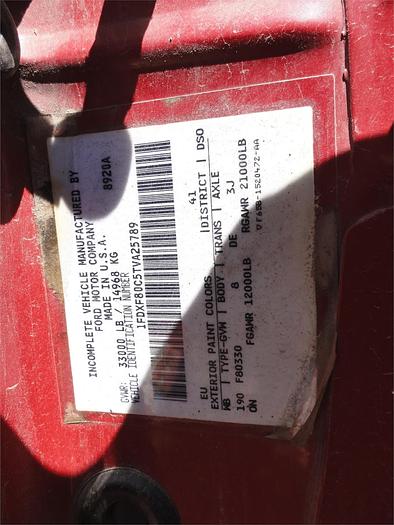 INCOMPLETE VEHICLE MANUFACTURED BY
FORD MOTOR COMPANY
MADE IN U.S.A. 8920A
GVWR: 33000 LB / 14968 KG
VEHICLE IDENTIFICATION NUMBER
1FDXF80C5TVA25789
EU 41
EXTERIOR PAINT COLORS |DISTRICT | DSO
WB | TYPE-GVW | BODY | TRANS | AXLE
190 F80330 8 DE 3J
ON FGAWR 12000LB RGAWR 21000LB